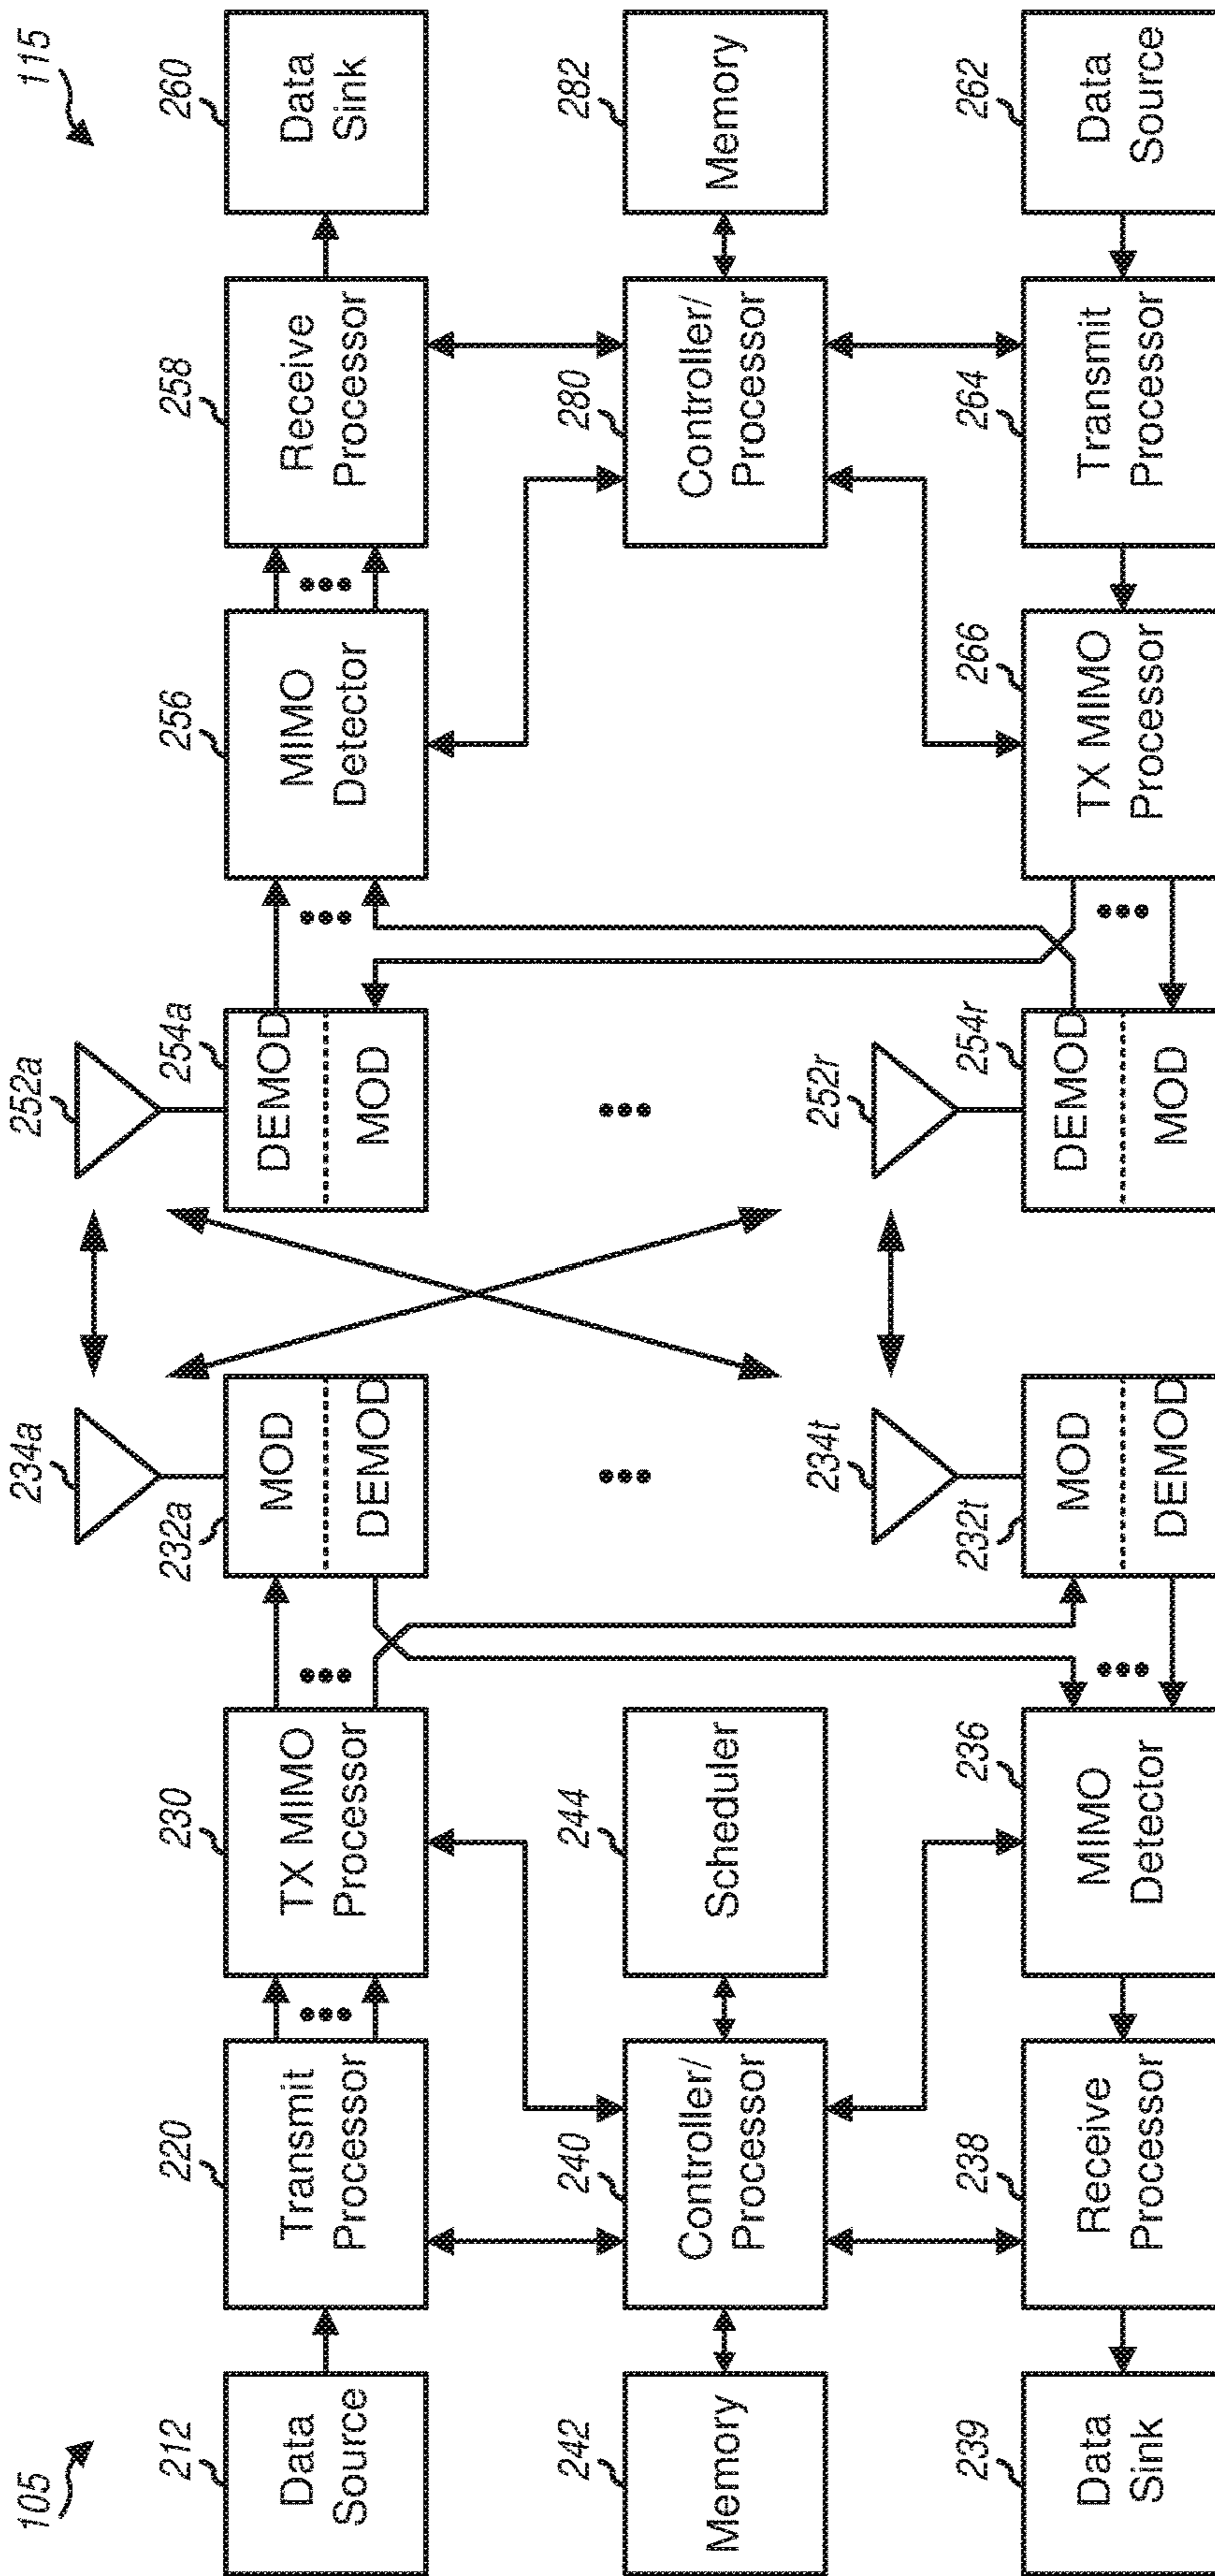 105
115
212
Data
Source
220
Transmit
Processor
230
TX MIMO
Processor
232a
MOD
DEMOD
234a
252a
254a
DEMOD
MOD
256
MIMO
Detector
258
Receive
Processor
260
Data
Sink
242
Memory
240
Controller/
Processor
244
Scheduler
280
Controller/
Processor
282
Memory
239
Data
Sink
238
Receive
Processor
236
MIMO
Detector
232t
MOD
DEMOD
234t
252r
254r
DEMOD
MOD
266
TX MIMO
Processor
264
Transmit
Processor
262
Data
Source